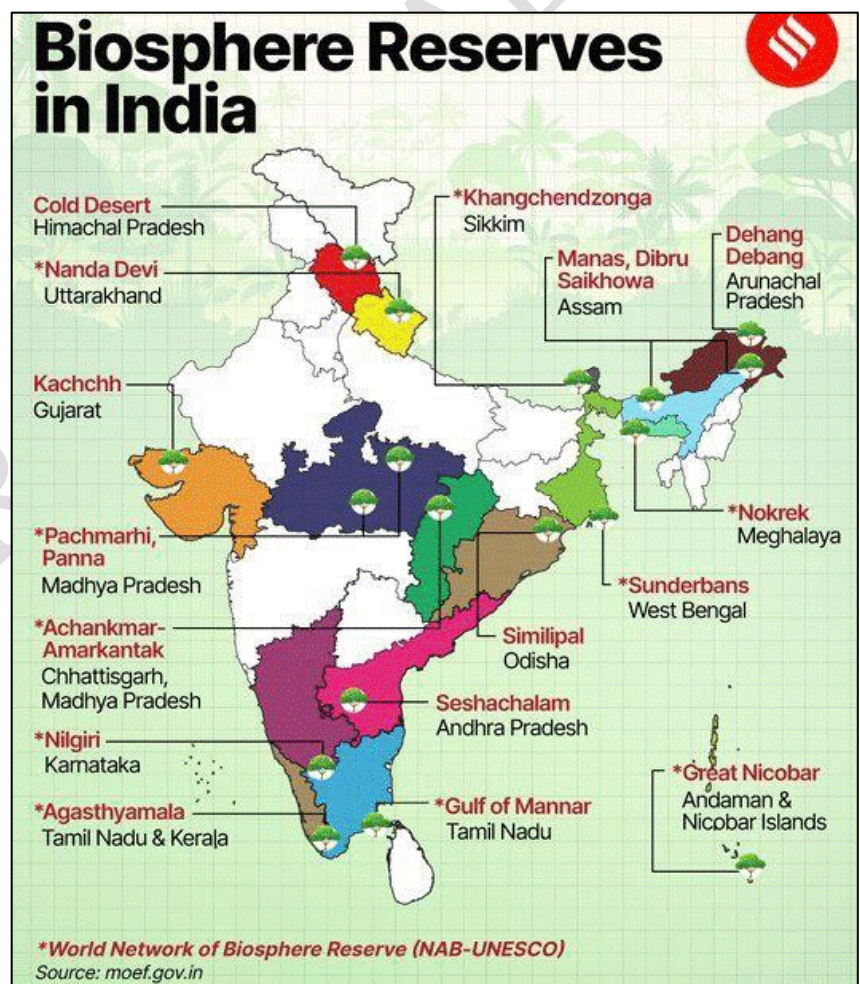 Biosphere Reserves
in India
Cold Desert
Himachal Pradesh
*Nanda Devi
Uttarakhand
Kachchh
Gujarat
*Pachmarhi,
Panna
Madhya Pradesh
*Achankmar-
Amarkantak
Chhattisgarh,
Madhya Pradesh
*Nilgiri
Karnataka
*Agasthyamala
Tamil Nadu & Kerala
*Khangchendzonga
Sikkim
Manas, Dibru
Saikhowa
Assam
Dehang
Debang
Arunachal
Pradesh
*Nokrek
Meghalaya
*Sunderbans
West Bengal
Similipal
Odisha
Seshachalam
Andhra Pradesh
*Gulf of Mannar
Tamil Nadu
*Great Nicobar
Andaman &
Nicobar Islands
*World Network of Biosphere Reserve (NAB-UNESCO)
Source: moef.gov.in